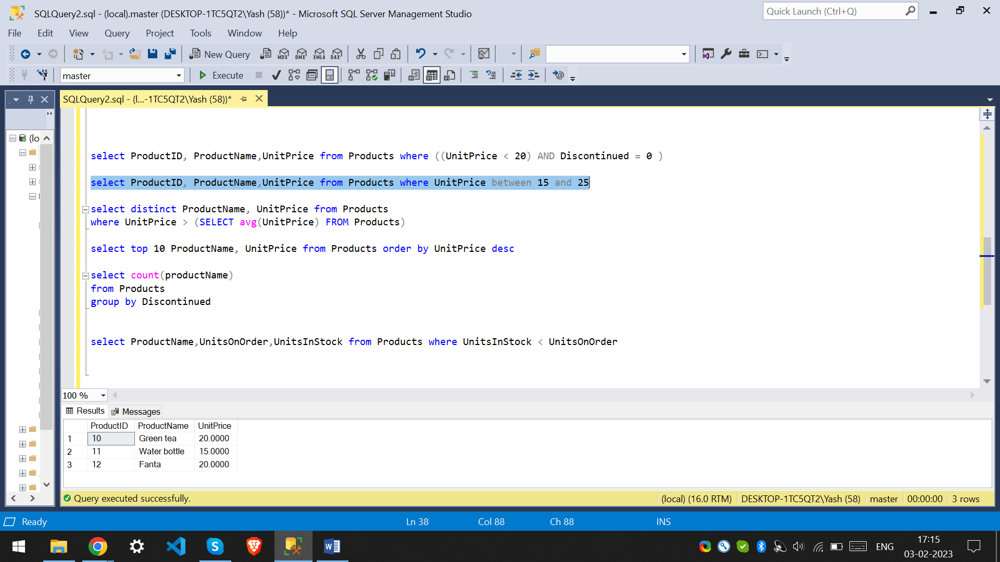 SQLQuery2.sql - (local).master (DESKTOP-1TC5QT2\Yash (58))* - Microsoft SQL Server Management Studio
Quick Launch (Ctrl+Q)
File Edit View Query Project Tools Window Help
New Query MDX DMX XMLA DAX
master Execute
SQLQuery2.sql - (l...-1TC5QT2\Yash (58))*
(lo
select ProductID, ProductName,UnitPrice from Products where ((UnitPrice < 20) AND Discontinued = 0 )
select ProductID, ProductName,UnitPrice from Products where UnitPrice between 15 and 25
select distinct ProductName, UnitPrice from Products
where UnitPrice > (SELECT avg(UnitPrice) FROM Products)
select top 10 ProductName, UnitPrice from Products order by UnitPrice desc
select count(productName)
from Products
group by Discontinued
select ProductName,UnitsOnOrder,UnitsInStock from Products where UnitsInStock < UnitsOnOrder
100 %
Results Messages
ProductID ProductName UnitPrice
1 10 Green tea 20.0000
2 11 Water bottle 15.0000
3 12 Fanta 20.0000
Query executed successfully. (local) (16.0 RTM) DESKTOP-1TC5QT2\Yash (58) master 00:00:00 3 rows
Ready Ln 38 Col 88 Ch 88 INS
ENG 17:15
03-02-2023